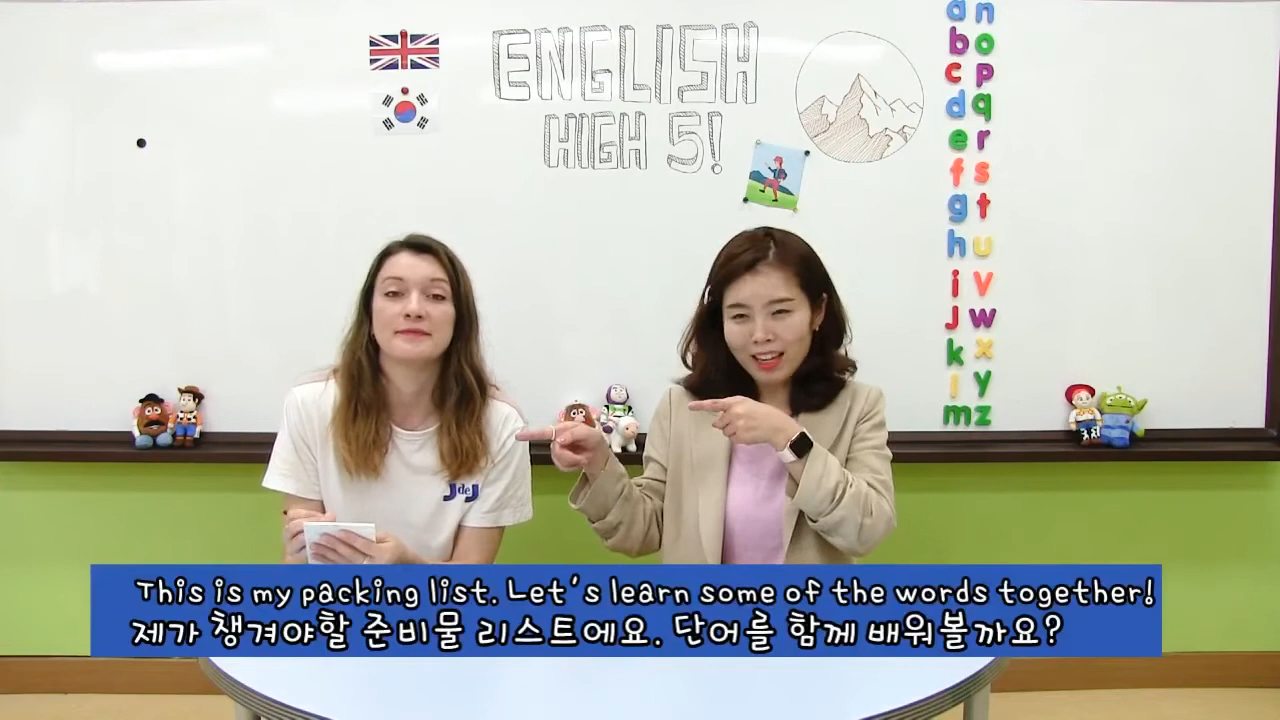 ENGLISH
HIGH 5!
a n
b o
c p
d q
e r
f s
g t
h u
i v
J w
k x
l y
m z
JdeJ
This is my packing list. Let's learn some of the words together!
제가 챙겨야할 준비물 리스트에요. 단어를 함께 배워볼까요?